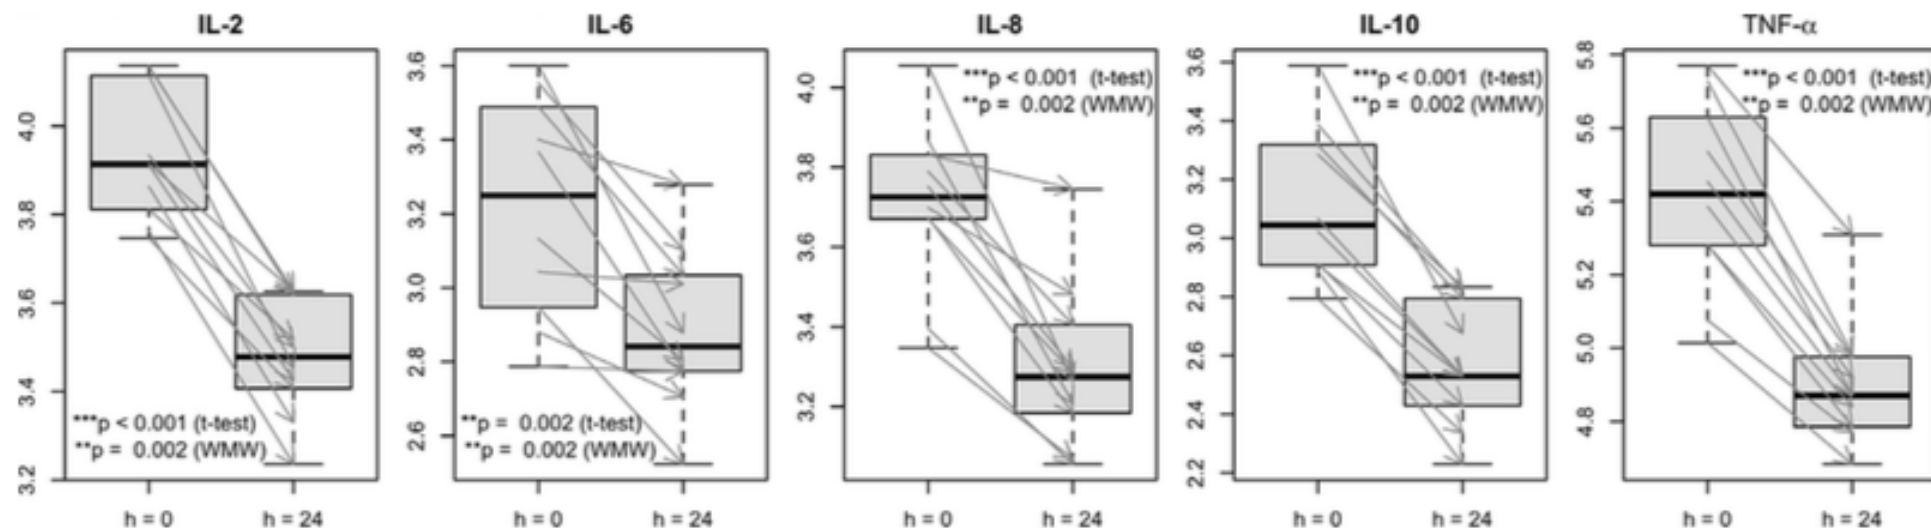 IL-2
4.0
3.8
3.6
3.4
3.2
***p < 0.001 (t-test)
**p = 0.002 (WMW)
h = 0 h = 24
IL-6
3.6
3.4
3.2
3.0
2.8
2.6
**p = 0.002 (t-test)
**p = 0.002 (WMW)
h = 0 h = 24
IL-8
***p < 0.001 (t-test)
**p = 0.002 (WMW)
4.0
3.8
3.6
3.4
3.2
h = 0 h = 24
IL-10
***p < 0.001 (t-test)
**p = 0.002 (WMW)
3.6
3.4
3.2
3.0
2.8
2.6
2.4
2.2
h = 0 h = 24
TNF-α
***p < 0.001 (t-test)
**p = 0.002 (WMW)
5.8
5.6
5.4
5.2
5.0
4.8
h = 0 h = 24